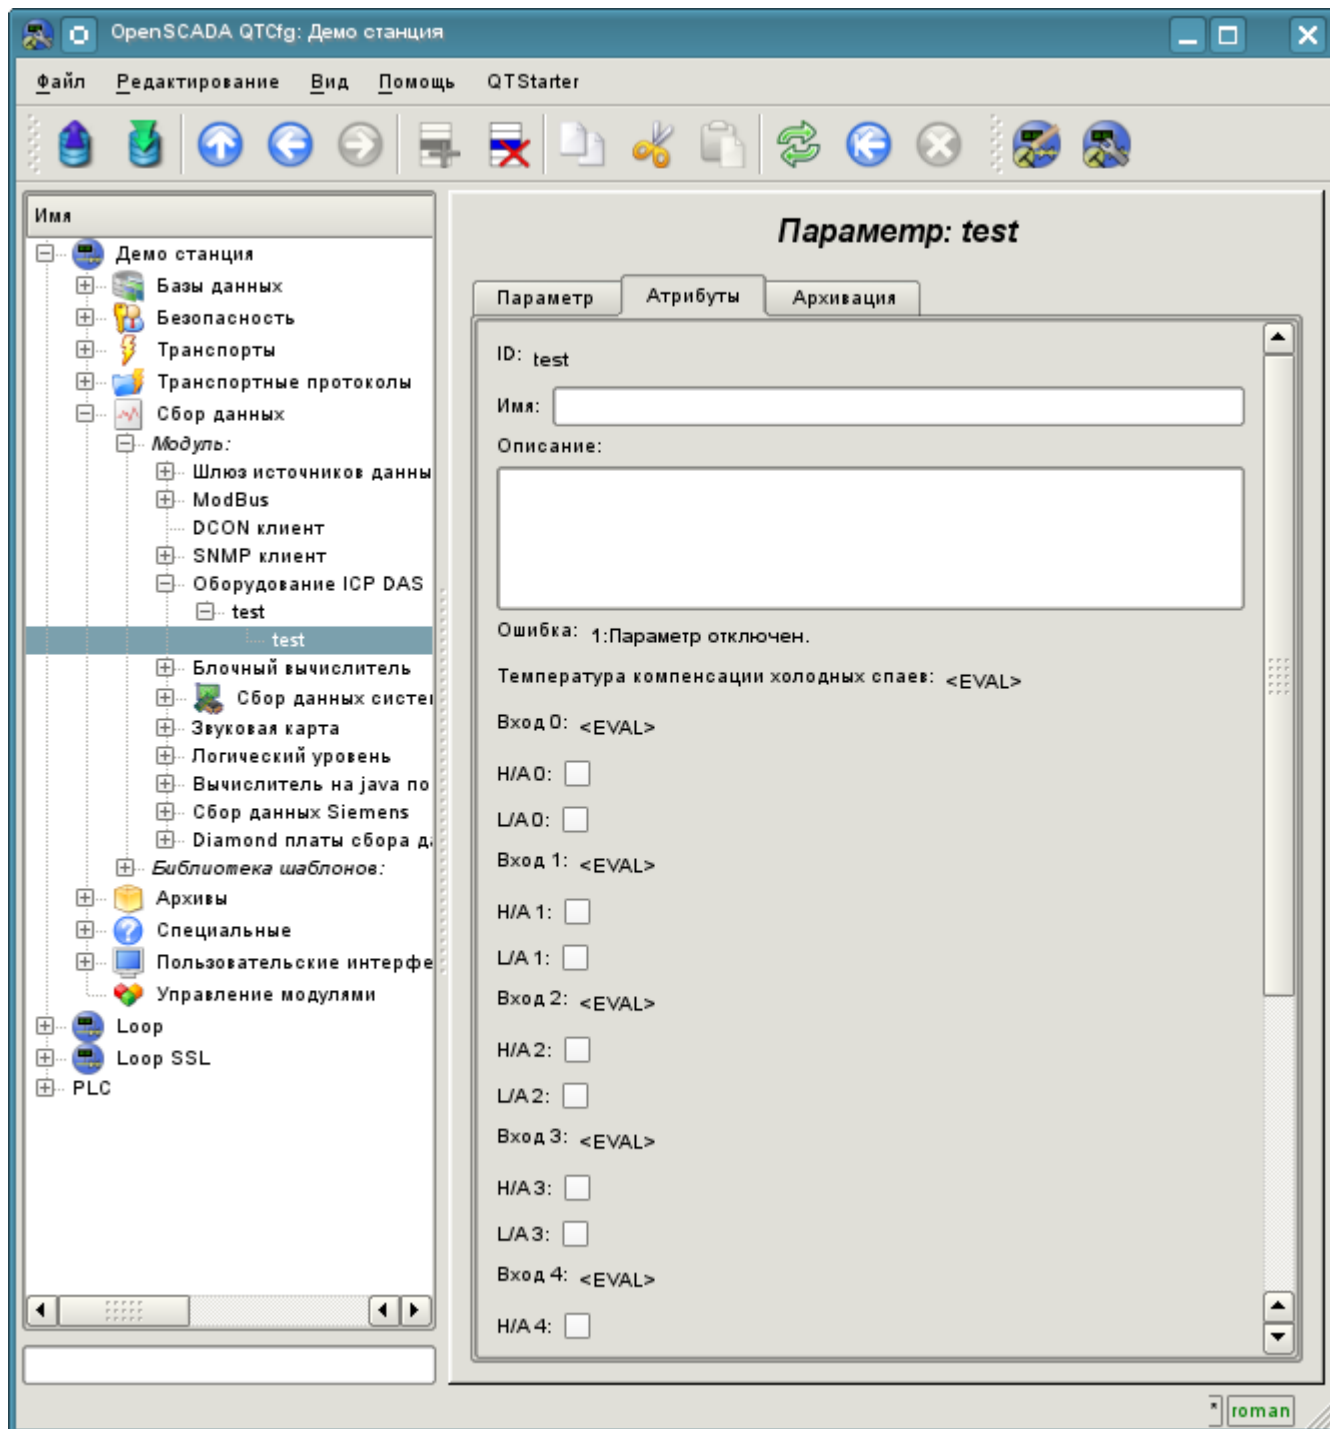 OpenSCADA QTCfg: Демо станция
Файл Редактирование Вид Помощь QTStarter
Имя
Демо станция
Базы данных
Безопасность
Транспорты
Транспортные протоколы
Сбор данных
Модуль:
Шлюз источников данны
ModBus
DCON клиент
SNMP клиент
Оборудование ICP DAS
test
test
Блочный вычислитель
Сбор данных систе
Звуковая карта
Логический уровень
Вычислитель на java по
Сбор данных Siemens
Diamond платы сбора д
Библиотека шаблонов:
Архивы
Специальные
Пользовательские интерфе
Управление модулями
Loop
Loop SSL
PLC
Параметр: test
Параметр Атрибуты Архивация
ID: test
Имя:
Описание:
Ошибка: 1:Параметр отключен.
Температура компенсации холодных спаев: <EVAL>
Вход 0: <EVAL>
H/A 0:
L/A 0:
Вход 1: <EVAL>
H/A 1:
L/A 1:
Вход 2: <EVAL>
H/A 2:
L/A 2:
Вход 3: <EVAL>
H/A 3:
L/A 3:
Вход 4: <EVAL>
H/A 4:
* roman